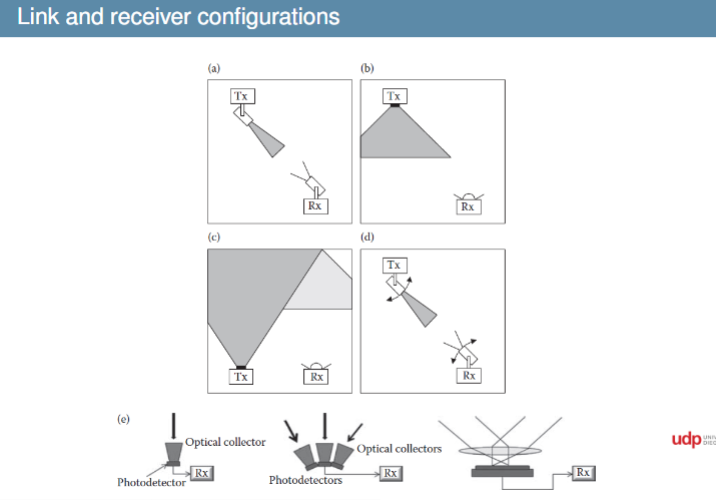 Link and receiver configurations
(a)
(b)
Tx
Tx
Rx
Rx
(c)
(d)
Tx
Tx
Rx
Rx
(e)
Optical collector
Optical collectors
Photodetector
Rx
Photodetectors
Rx
Rx
udp